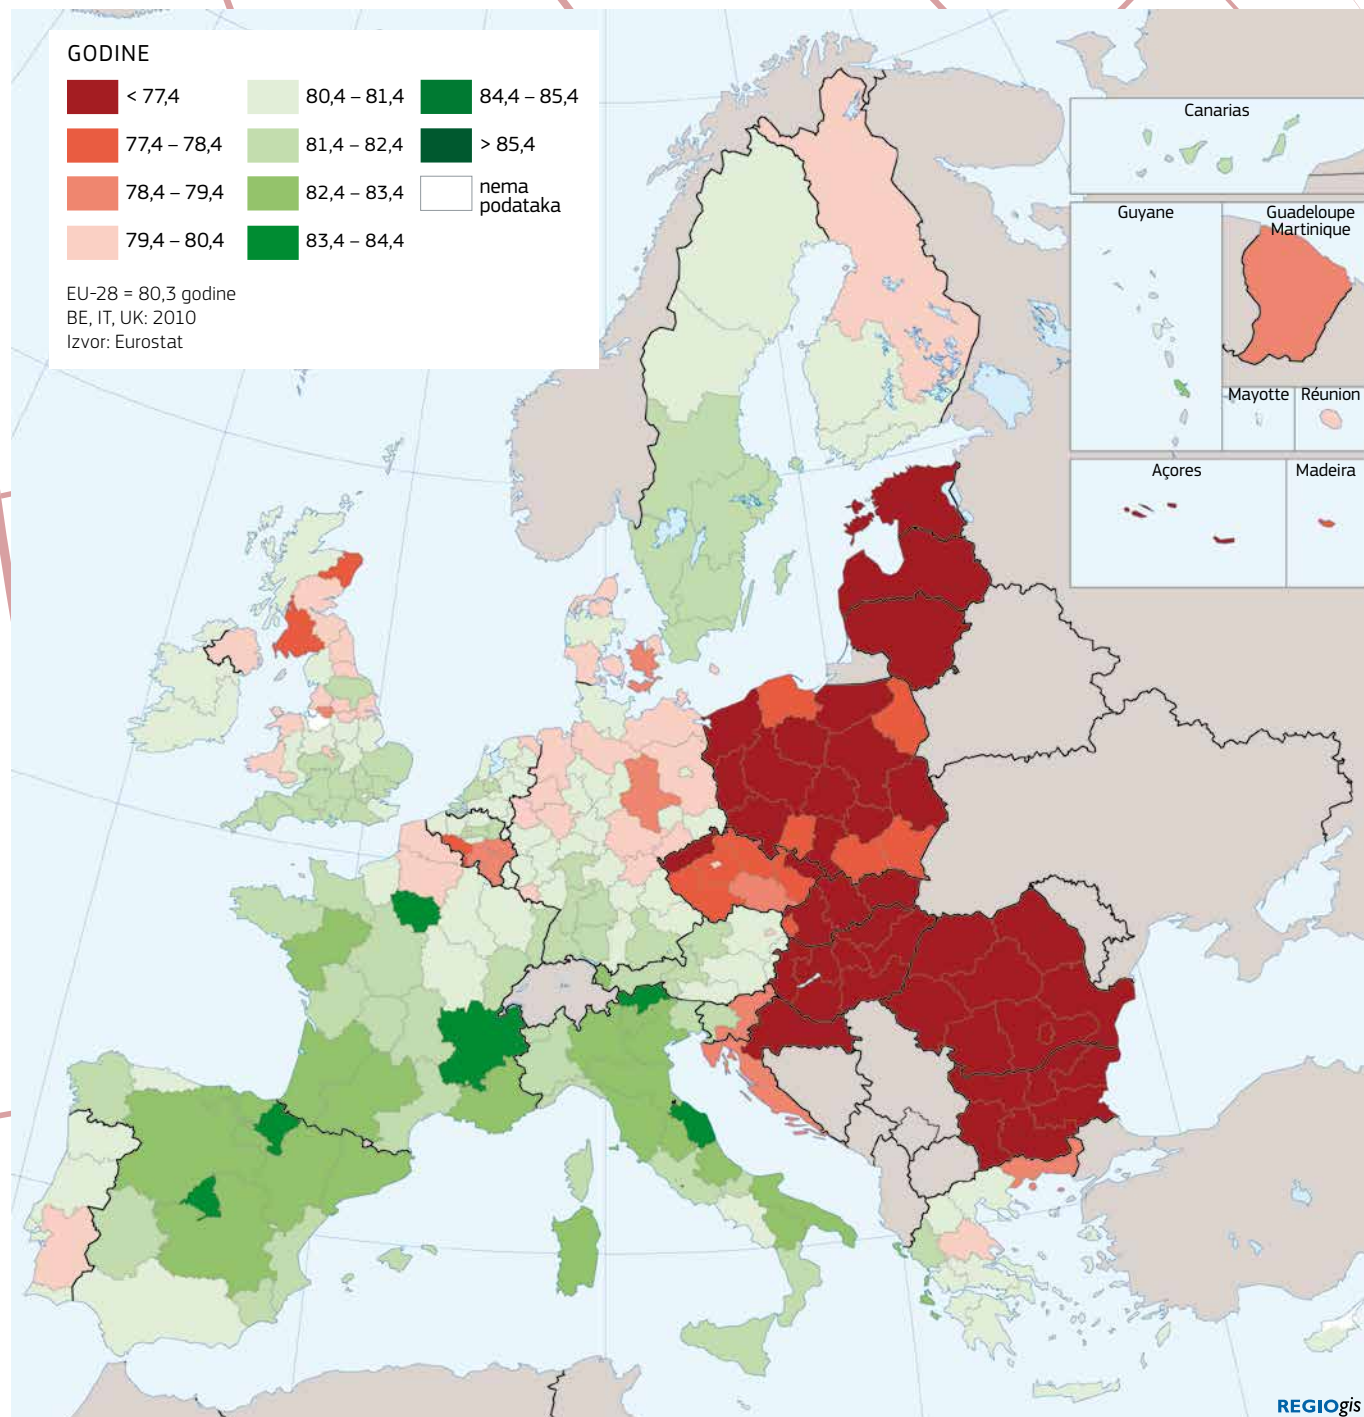 GODINE
< 77,4
77,4 – 78,4
78,4 – 79,4
79,4 – 80,4
80,4 – 81,4
81,4 – 82,4
82,4 – 83,4
83,4 – 84,4
84,4 – 85,4
> 85,4
nema
podataka
EU-28 = 80,3 godine
BE, IT, UK: 2010
Izvor: Eurostat
Canarias
Guyane
Guadeloupe
Martinique
Mayotte
Réunion
Açores
Madeira
REGIOgis